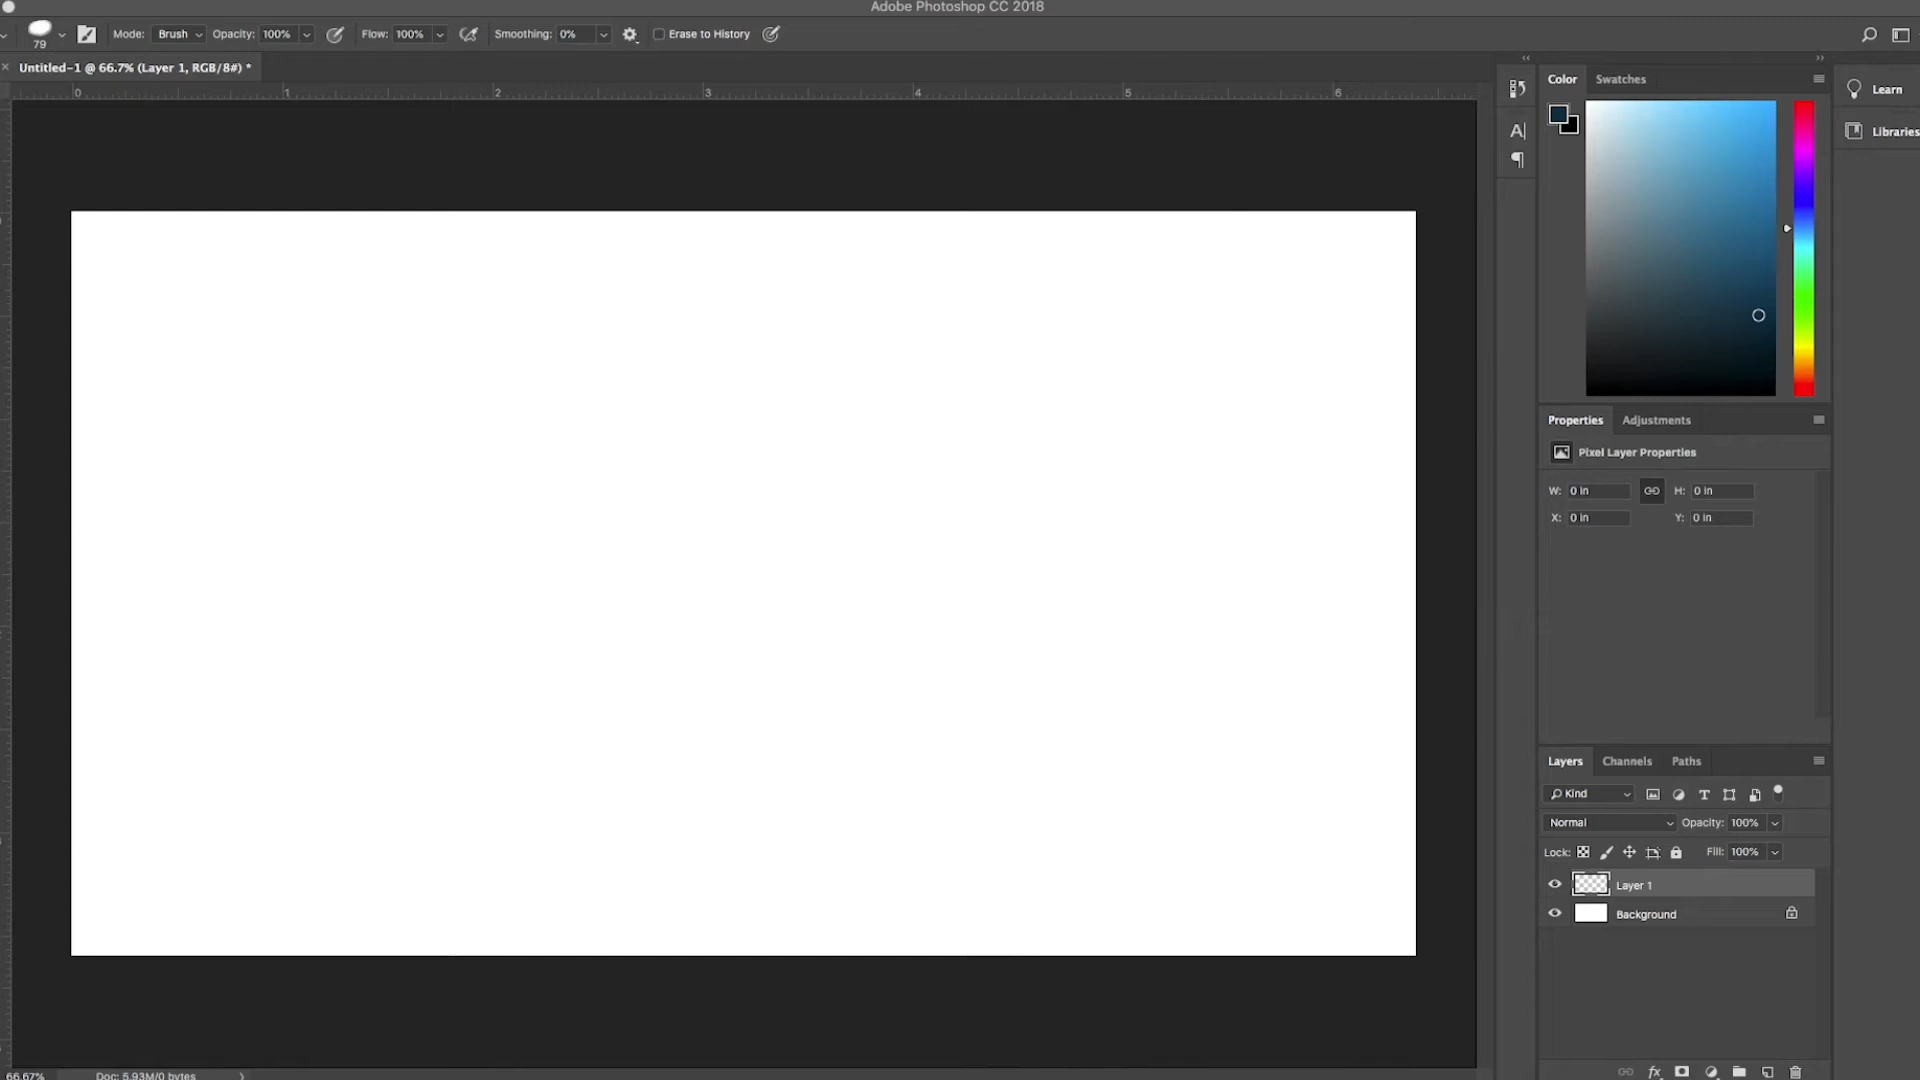 Adobe Photoshop CC 2018
79
Mode: Brush Opacity: 100% Flow: 100% Smoothing: 0% Erase to History
Untitled-1 @ 66.7% (Layer 1, RGB/8#) *
0 1 2 3 4 5 6
Color Swatches
Learn
Libraries
Properties Adjustments
Pixel Layer Properties
W: 0 in H: 0 in
X: 0 in Y: 0 in
Layers Channels Paths
Kind
Normal Opacity: 100%
Lock: Fill: 100%
Layer 1
Background
66.67% Doc: 5.93M/0 bytes